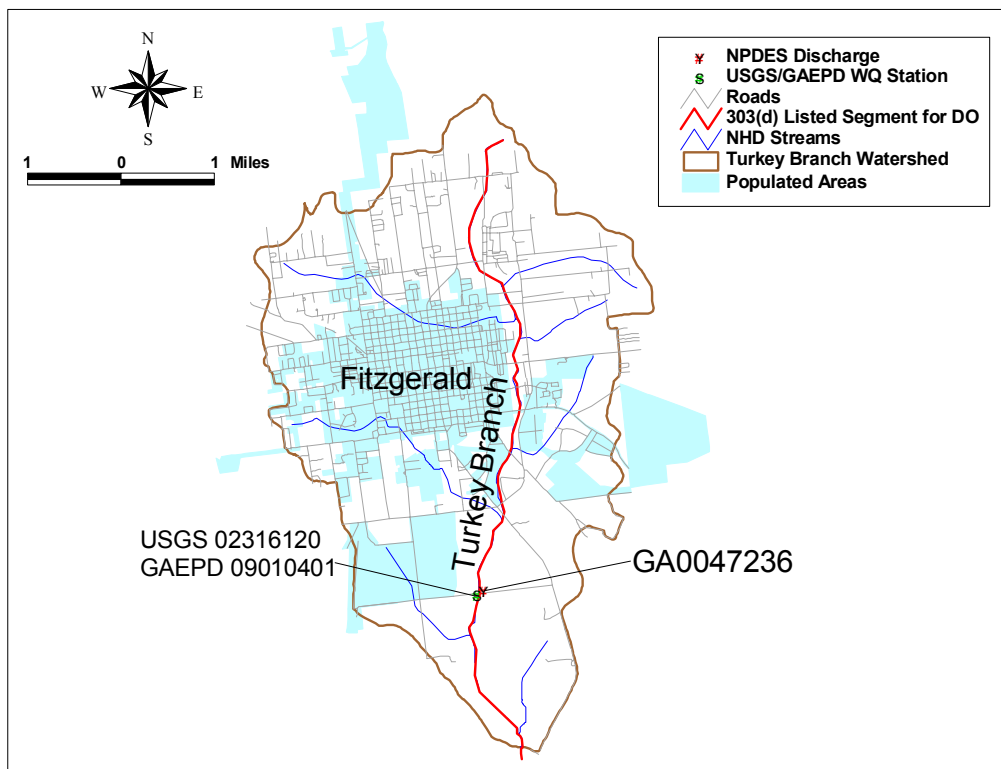 N
W E
S
1 0 1 Miles
NPDES Discharge
USGS/GAEPD WQ Station
Roads
303(d) Listed Segment for DO
NHD Streams
Turkey Branch Watershed
Populated Areas
Fitzgerald
Turkey Branch
USGS 02316120
GAEPD 09010401
GA0047236